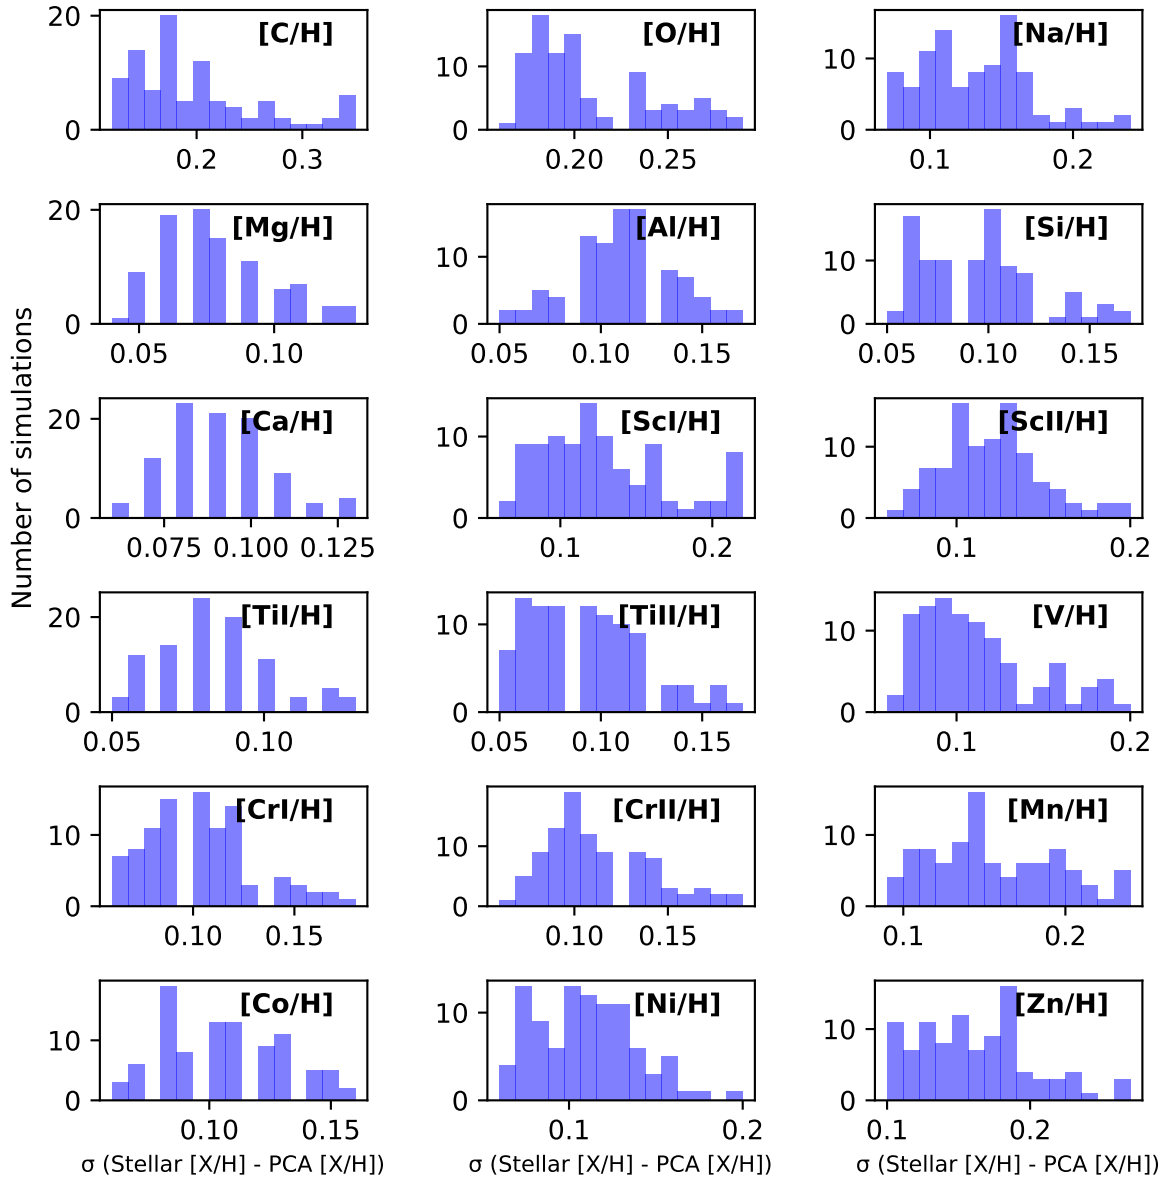 20
[C/H]
0
0.2 0.3
10
[O/H]
0
0.20 0.25
10
[Na/H]
0
0.1 0.2
20
[Mg/H]
0
0.05 0.10
10
[Al/H]
0
0.05 0.10 0.15
10
[Si/H]
0
0.05 0.10 0.15
Number of simulations
20
[Ca/H]
0
0.075 0.100 0.125
10
[ScI/H]
0
0.1 0.2
10
[ScII/H]
0
0.1 0.2
20
[TiI/H]
0
0.05 0.10
10
[TiII/H]
0
0.05 0.10 0.15
10
[V/H]
0
0.1 0.2
10
[CrI/H]
0
0.10 0.15
10
[CrII/H]
0
0.10 0.15
10
[Mn/H]
0
0.1 0.2
10
[Co/H]
0
0.10 0.15
σ (Stellar [X/H] - PCA [X/H])
10
[Ni/H]
0
0.1 0.2
σ (Stellar [X/H] - PCA [X/H])
10
[Zn/H]
0
0.1 0.2
σ (Stellar [X/H] - PCA [X/H])